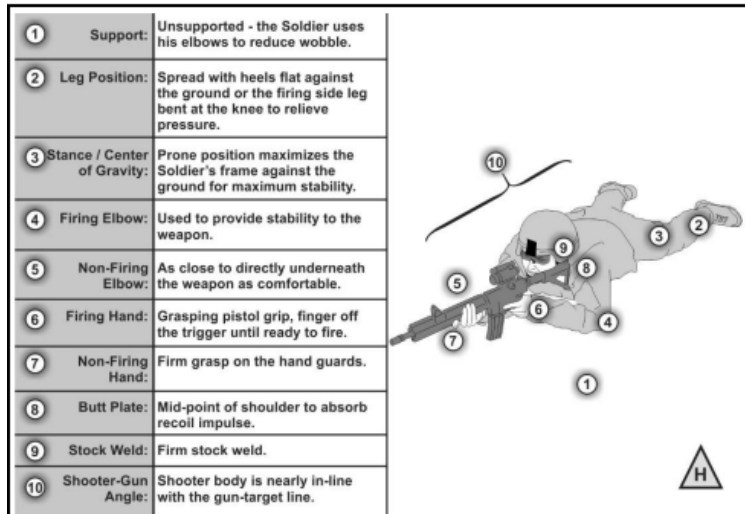 1 Support: Unsupported - the Soldier uses
his elbows to reduce wobble.
2 Leg Position: Spread with heels flat against
the ground or the firing side leg
bent at the knee to relieve
pressure.
3 Stance / Center
of Gravity: Prone position maximizes the
Soldier's frame against the
ground for maximum stability.
4 Firing Elbow: Used to provide stability to the
weapon.
5 Non-Firing
Elbow: As close to directly underneath
the weapon as comfortable.
6 Firing Hand: Grasping pistol grip, finger off
the trigger until ready to fire.
7 Non-Firing
Hand: Firm grasp on the hand guards.
8 Butt Plate: Mid-point of shoulder to absorb
recoil impulse.
9 Stock Weld: Firm stock weld.
10 Shooter-Gun
Angle: Shooter body is nearly in-line
with the gun-target line.
10
9
8
3
2
5
6
7
4
1
H